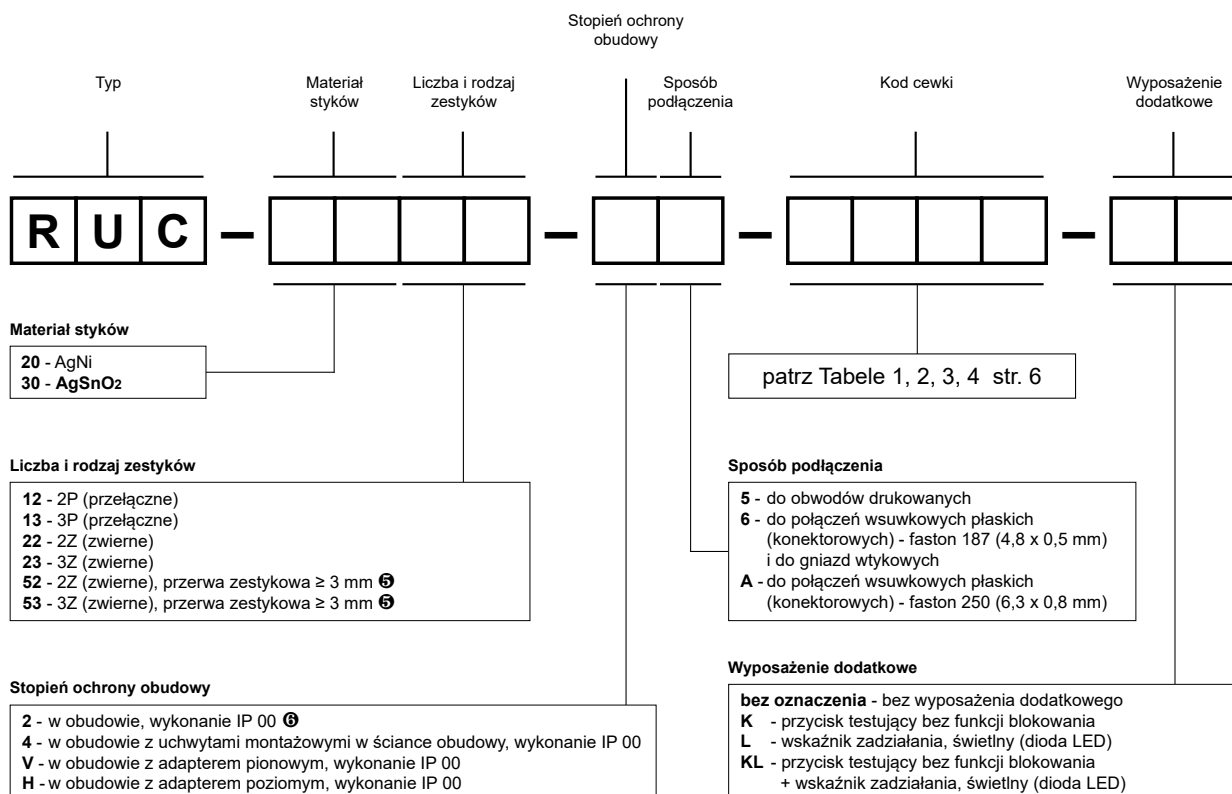 Stopień ochrony
obudowy
Typ
Materiał
styków
Liczba i rodzaj
zestyków
Sposób
podłączenia
Kod cewki
Wyposażenie
dodatkowe
R U C – – – –
Materiał styków
20 - AgNi
30 - AgSnO2
patrz Tabele 1, 2, 3, 4 str. 6
Liczba i rodzaj zestyków
12 - 2P (przełączne)
13 - 3P (przełączne)
22 - 2Z (zwierne)
23 - 3Z (zwierne)
52 - 2Z (zwierne), przerwa zestykowa ≥ 3 mm ❺
53 - 3Z (zwierne), przerwa zestykowa ≥ 3 mm ❺
Sposób podłączenia
5 - do obwodów drukowanych
6 - do połączeń wsuwkowych płaskich
(konektorowych) - faston 187 (4,8 x 0,5 mm)
i do gniazd wtykowych
A - do połączeń wsuwkowych płaskich
(konektorowych) - faston 250 (6,3 x 0,8 mm)
Stopień ochrony obudowy
2 - w obudowie, wykonanie IP 00 ❻
4 - w obudowie z uchwytami montażowymi w ściance obudowy, wykonanie IP 00
V - w obudowie z adapterem pionowym, wykonanie IP 00
H - w obudowie z adapterem poziomym, wykonanie IP 00
Wyposażenie dodatkowe
bez oznaczenia - bez wyposażenia dodatkowego
K - przycisk testujący bez funkcji blokowania
L - wskaźnik zadziałania, świetlny (dioda LED)
KL - przycisk testujący bez funkcji blokowania
+ wskaźnik zadziałania, świetlny (dioda LED)